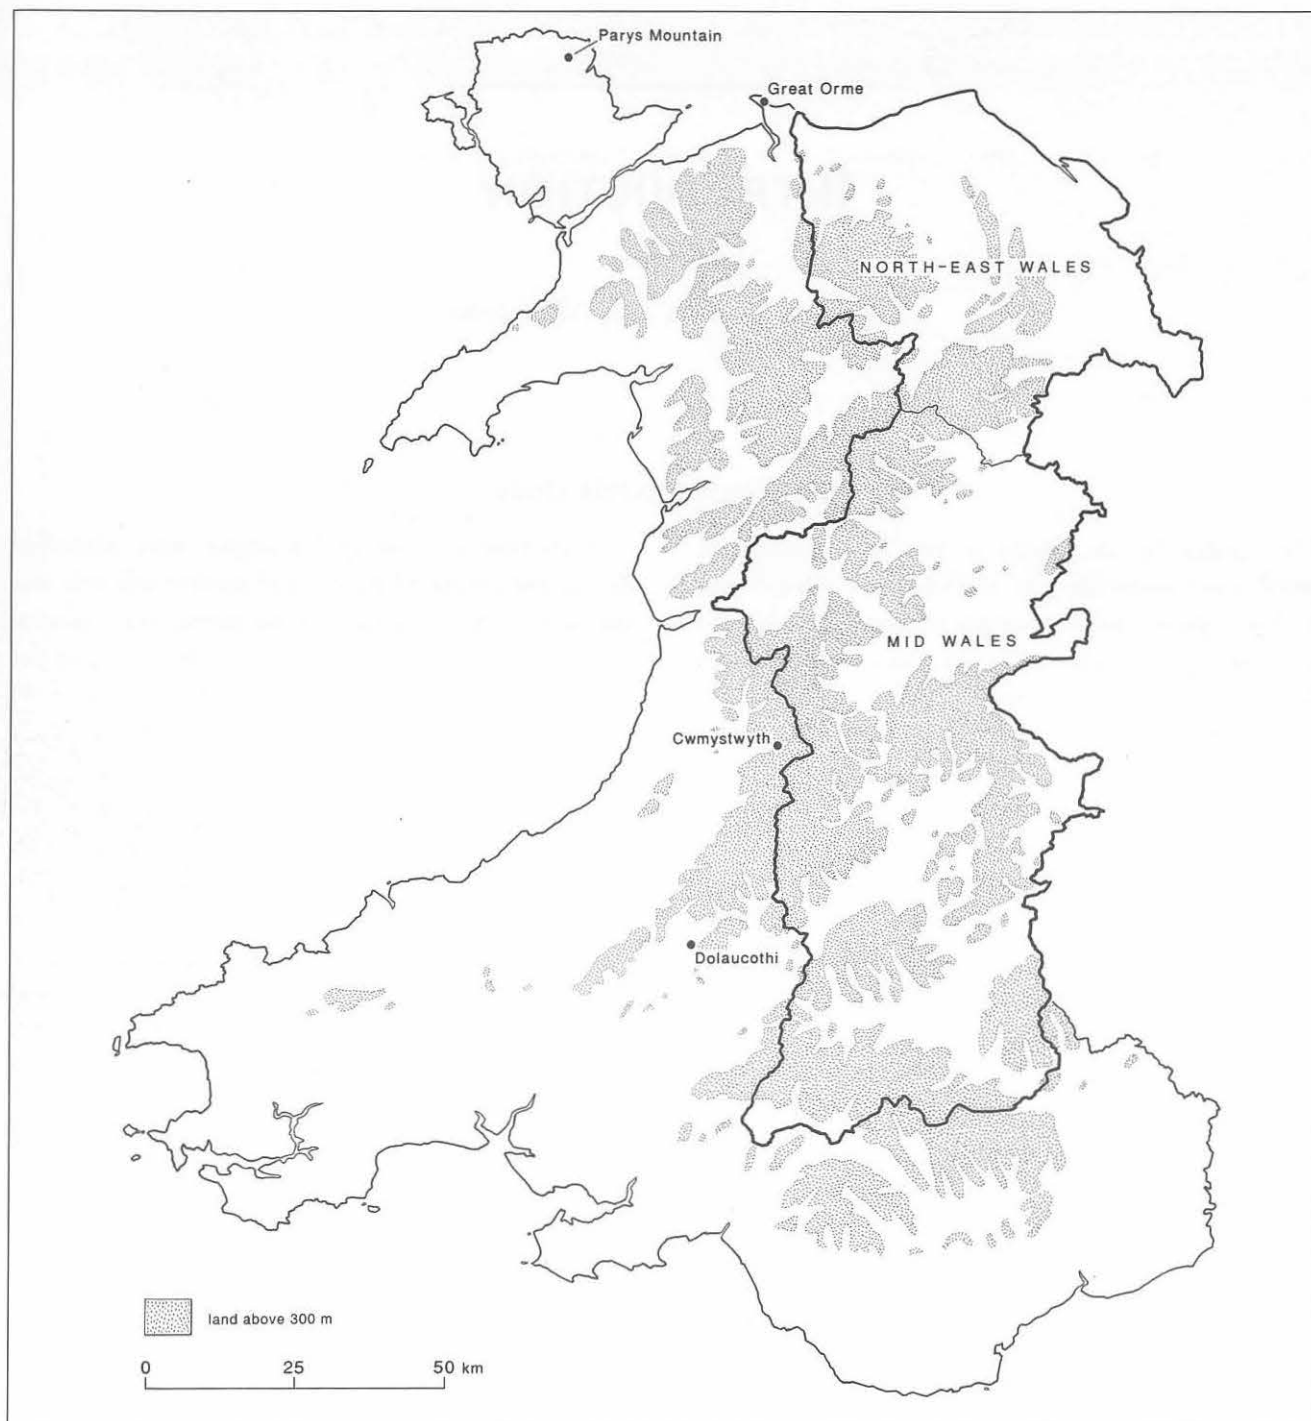 Parys Mountain
Great Orme
NORTH-EAST WALES
MID WALES
Cwmystwyth
Dolaucothi
land above 300 m
0 25 50 km